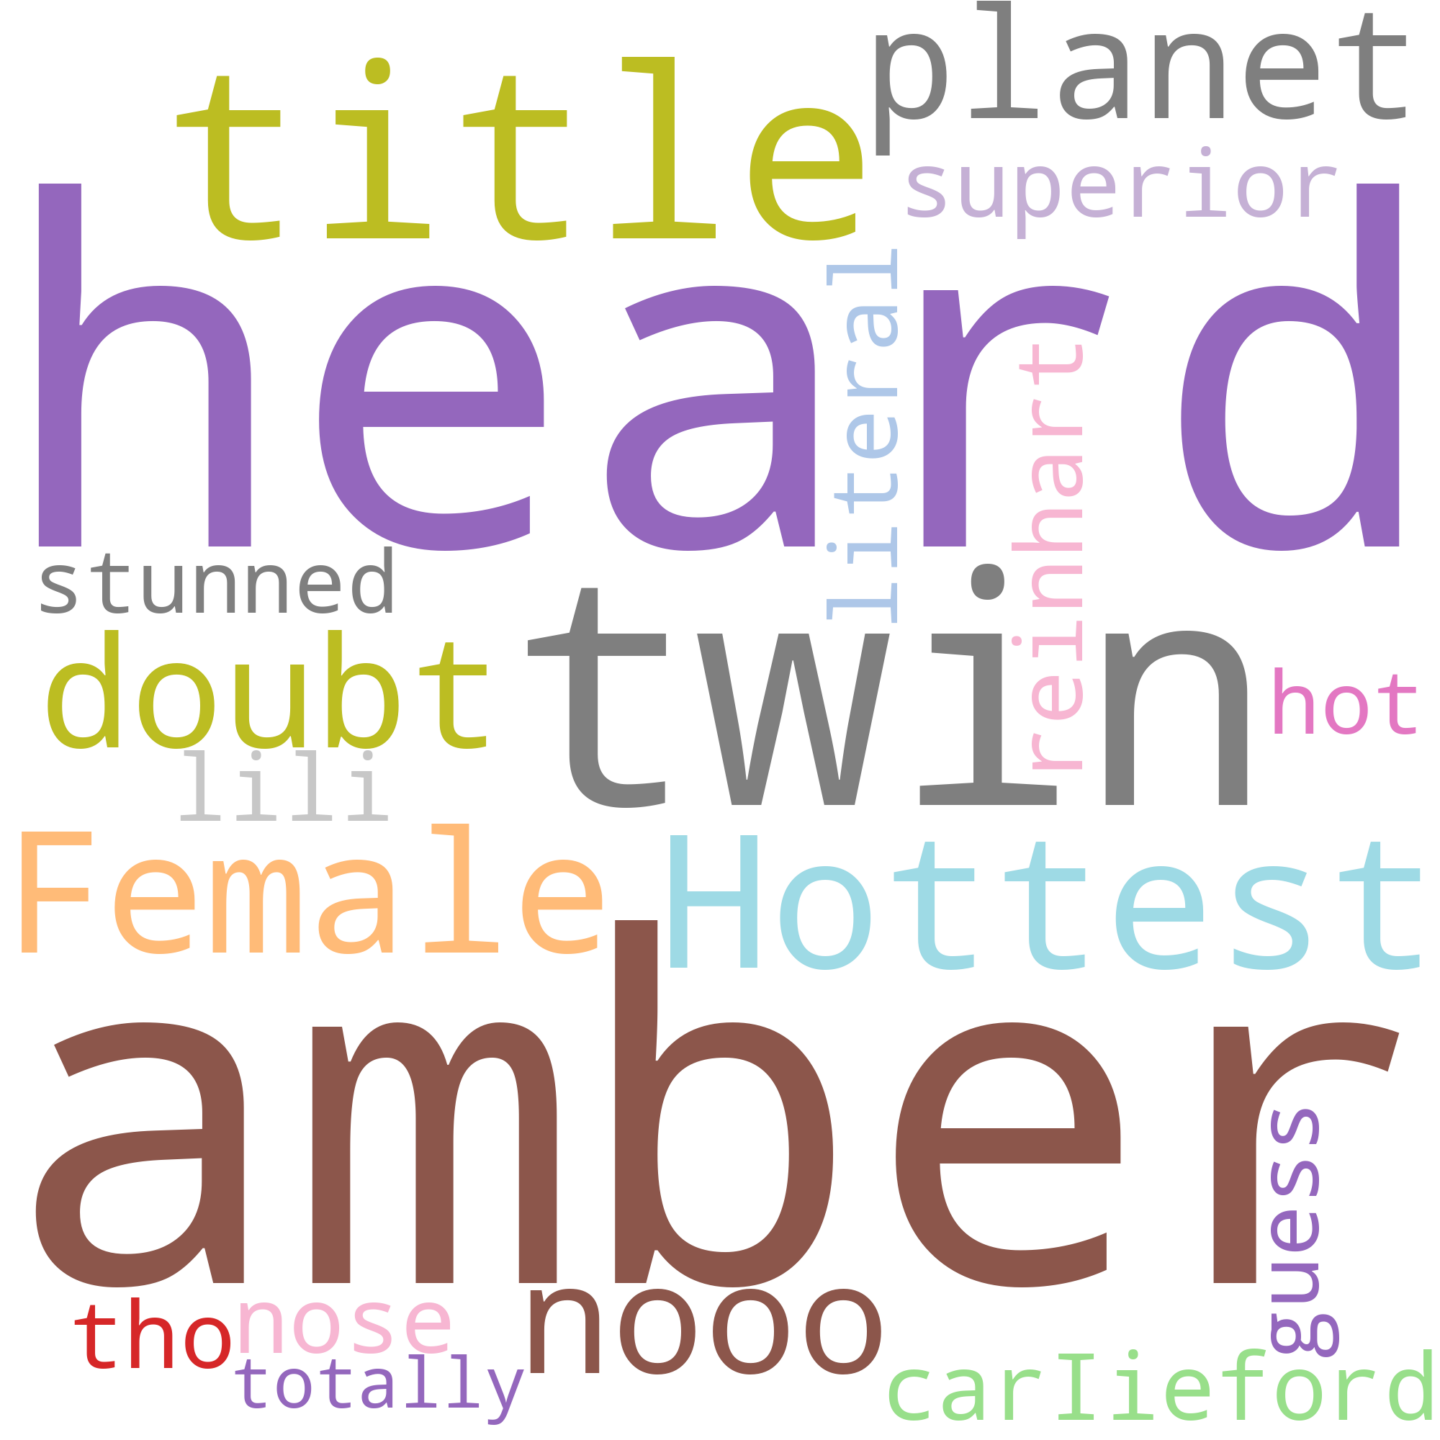 planet
title
superior
heard
literal
reinhart
stunned
twin
doubt
hot
lili
Female
Hottest
amber
guess
nooo
tho
nose
totally
carIieford